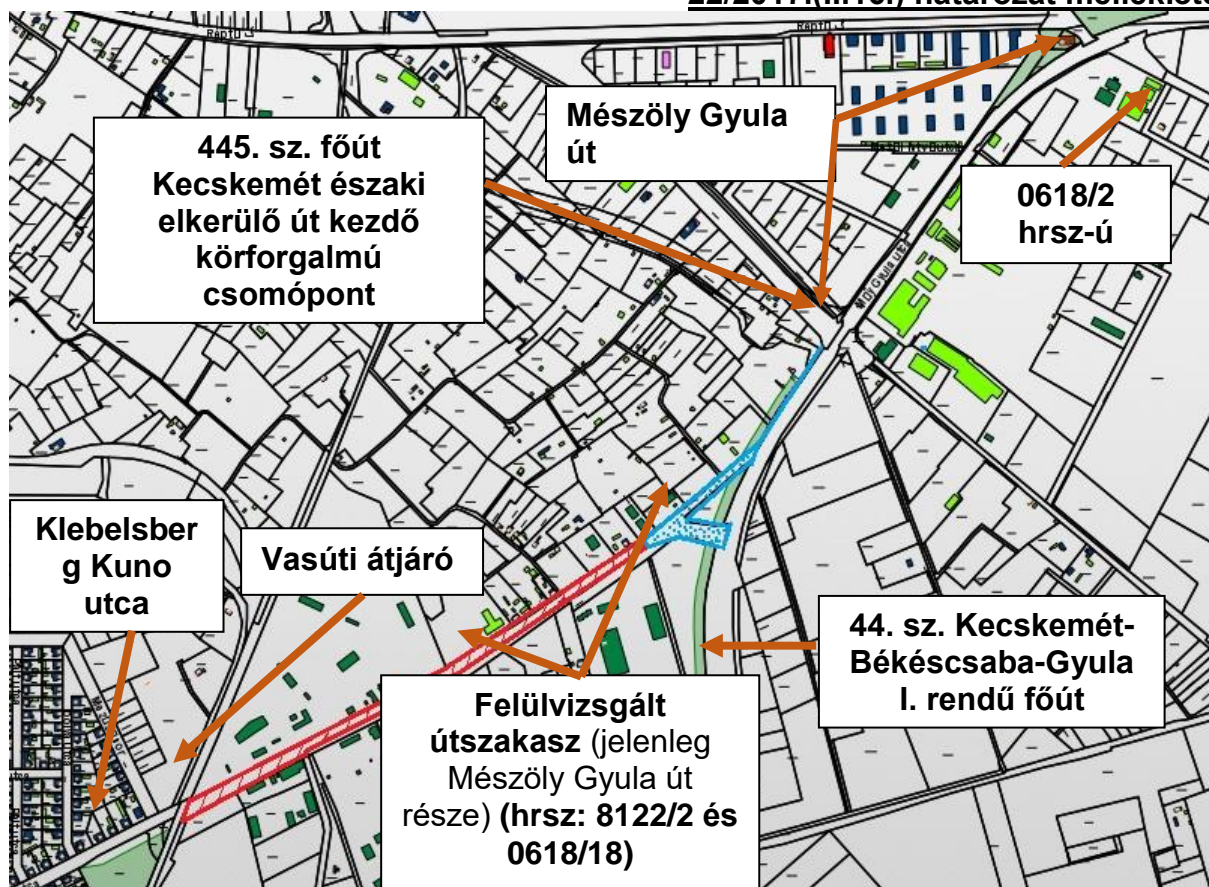 Mészöly Gyula
út
445. sz. főút
Kecskemét északi
elkerülő út kezdő
körforgalmú
csomópont
0618/2
hrsz-ú
Klebelsber
g Kuno
utca
Vasúti átjáró
44. sz. Kecskemét-
Békéscsaba-Gyula
I. rendű főút
Felülvizsgált
útszakasz (jelenleg
Mészöly Gyula út
része) (hrsz: 8122/2 és
0618/18)